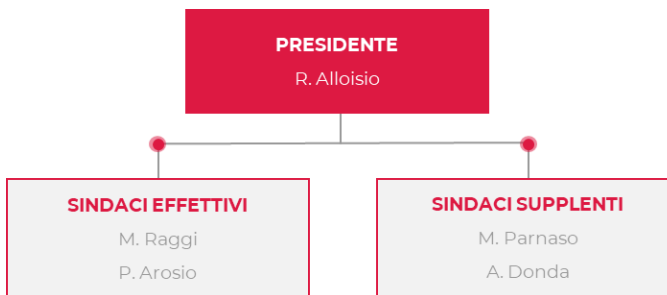 PRESIDENTE
R. Alloisio
SINDACI EFFETTIVI
M. Raggi
P. Arosio
SINDACI SUPPLENTI
M. Parnaso
A. Donda